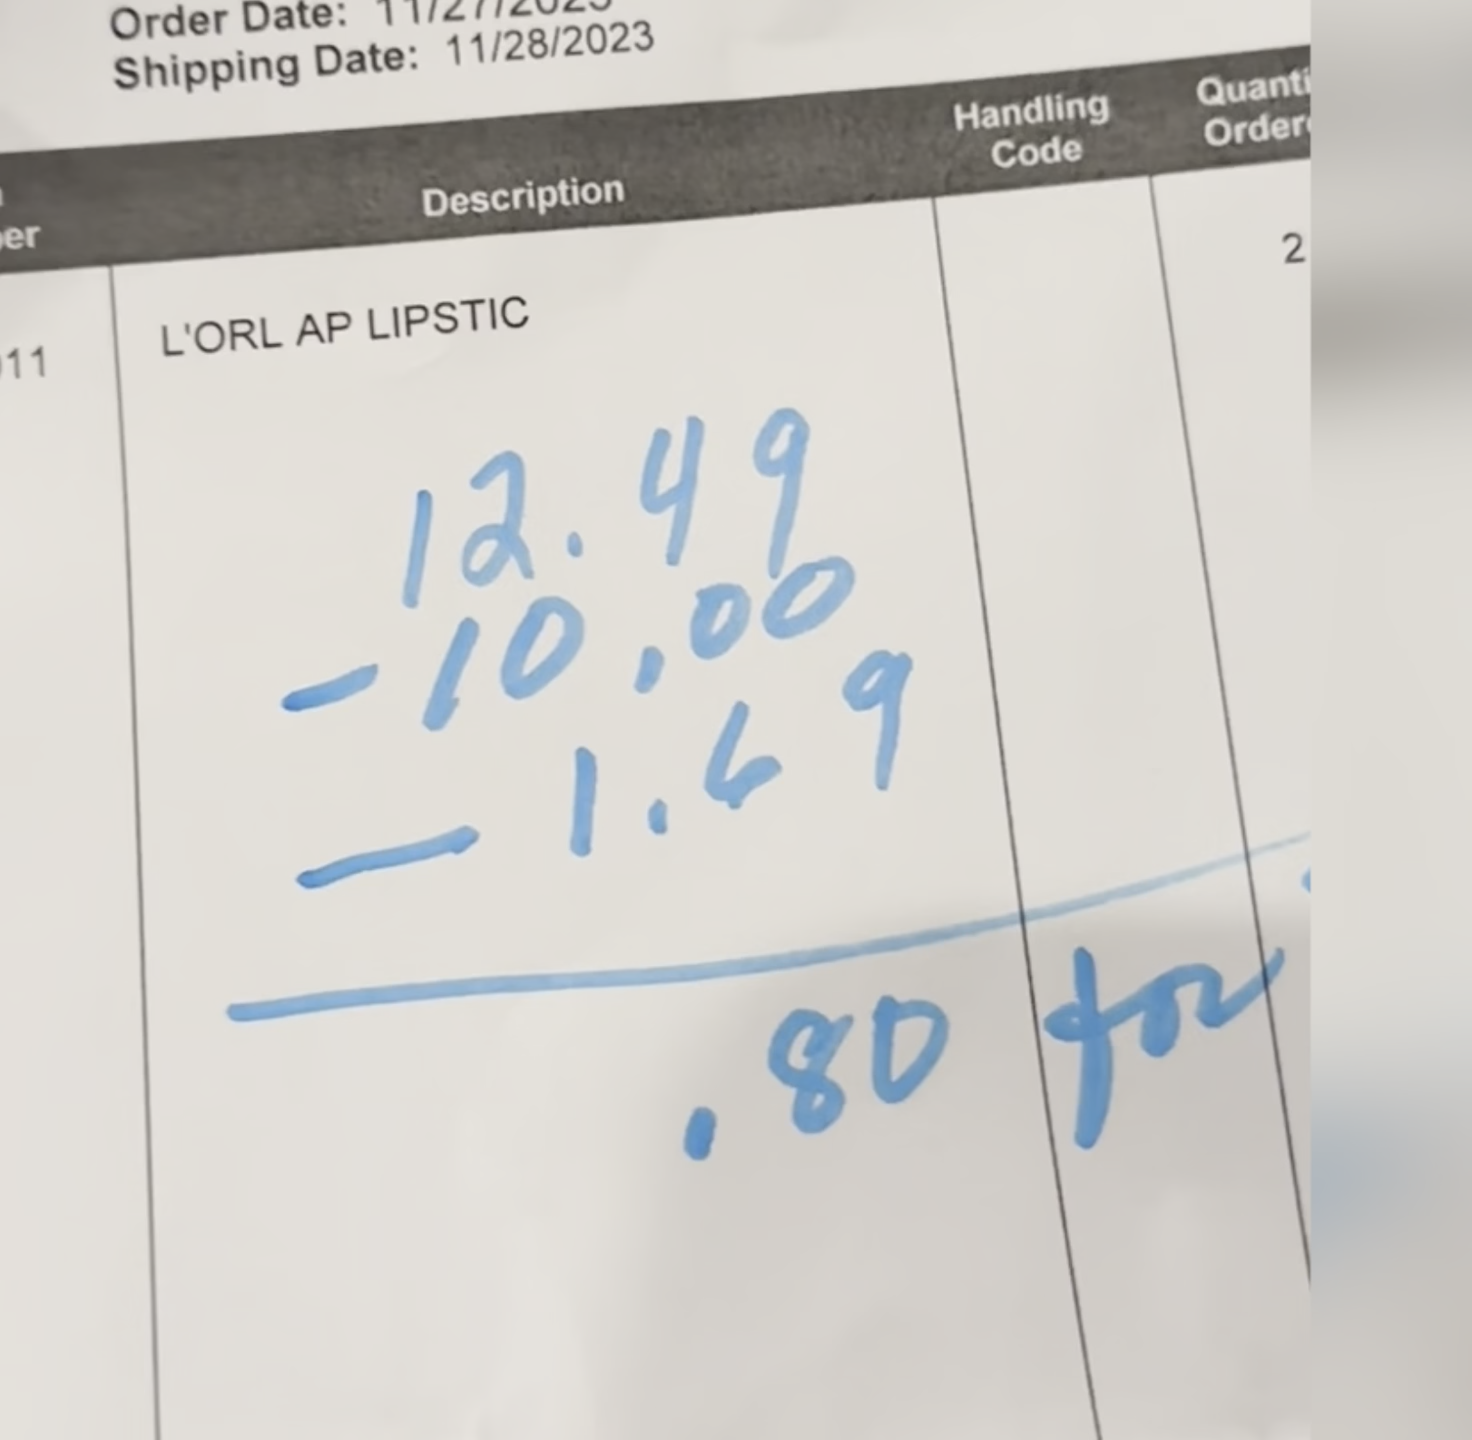 Order Date: 11/27/2023
Shipping Date: 11/28/2023
Description
Handling
Code
L'ORL AP LIPSTIC
2
11
12.49
-10.00
- 1.69
.80 for